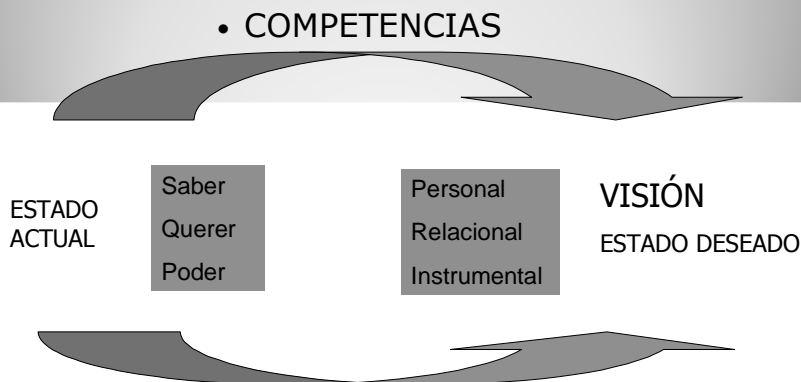 • COMPETENCIAS
ESTADO
ACTUAL
Saber
Querer
Poder
Personal
Relacional
Instrumental
VISIÓN
ESTADO DESEADO